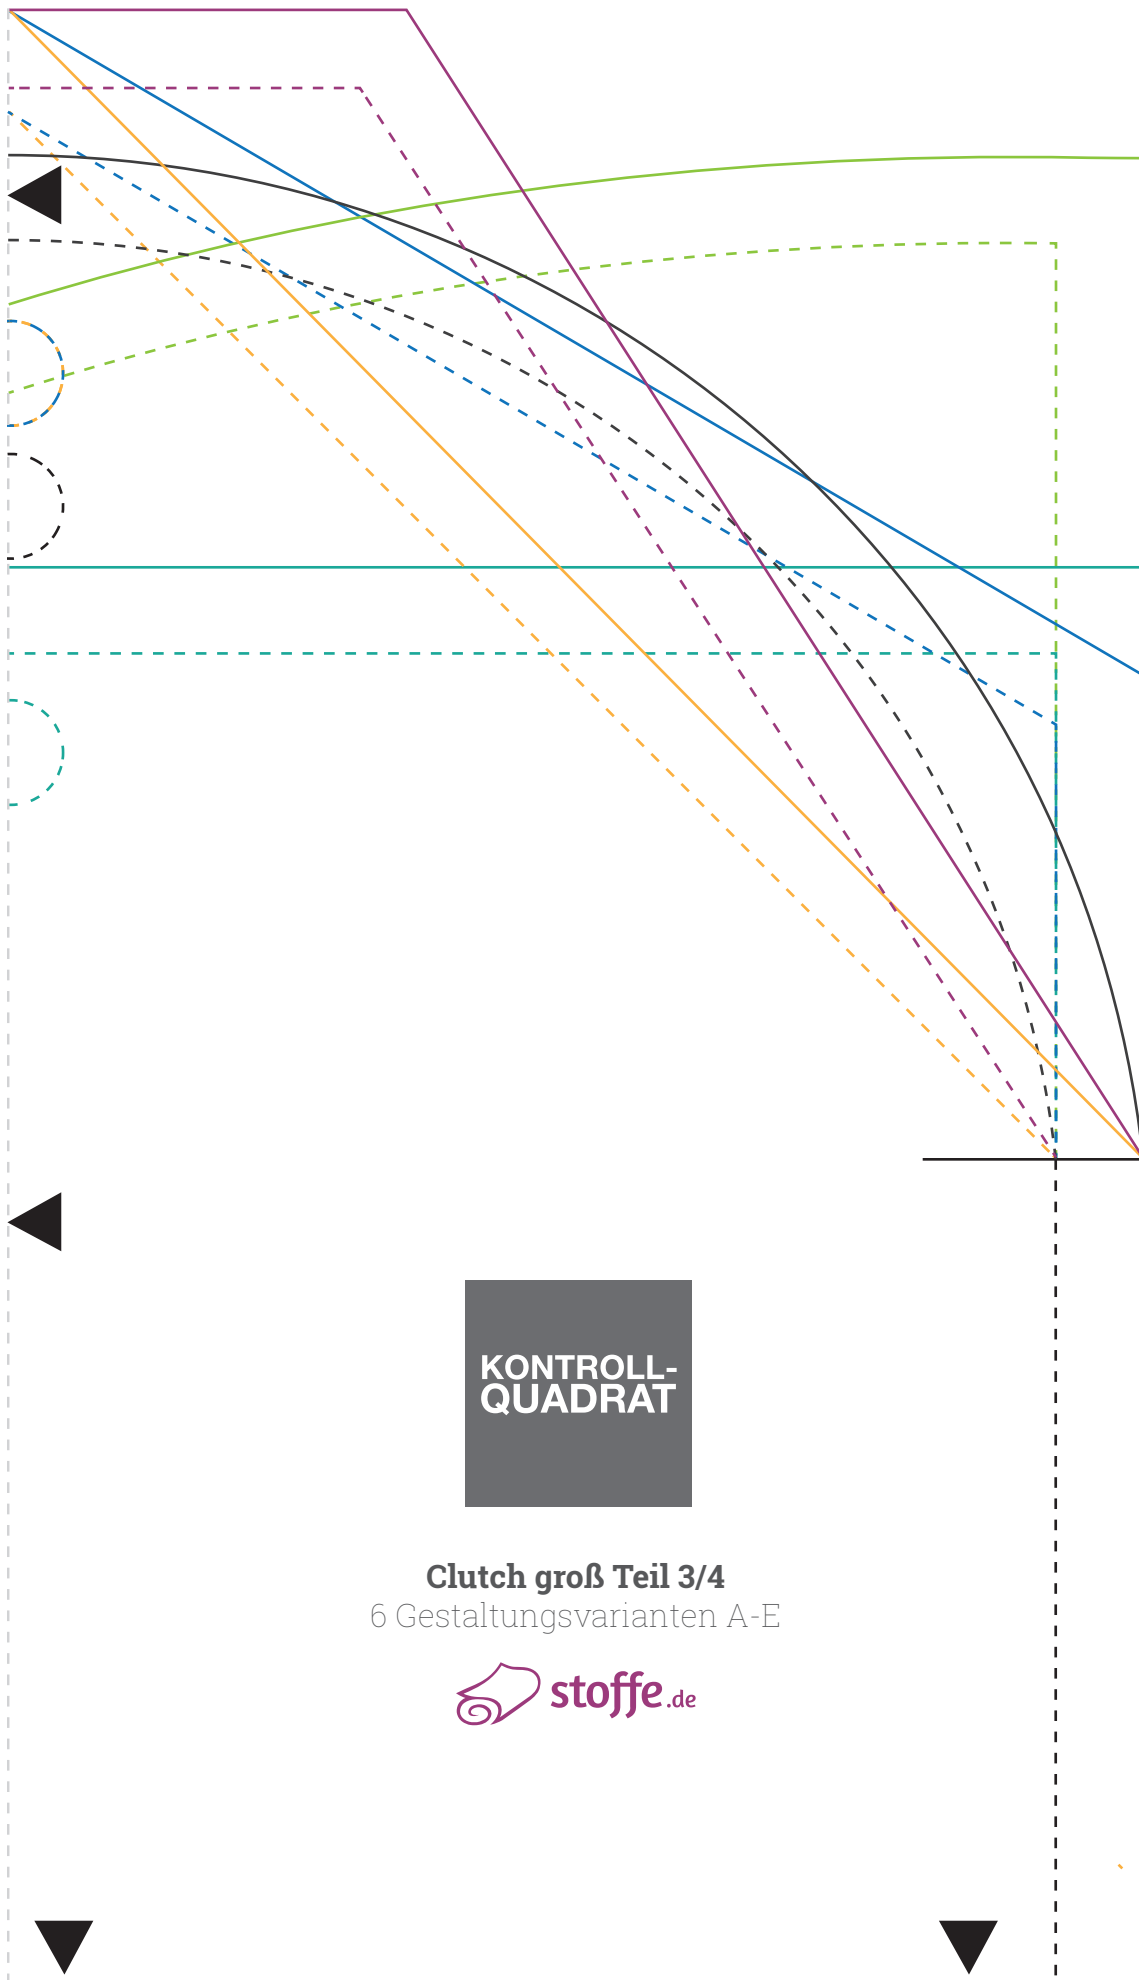 KONTROLL-
QUADRAT
Clutch groß Teil 3/4
6 Gestaltungsvarianten A-E
stoffe.de